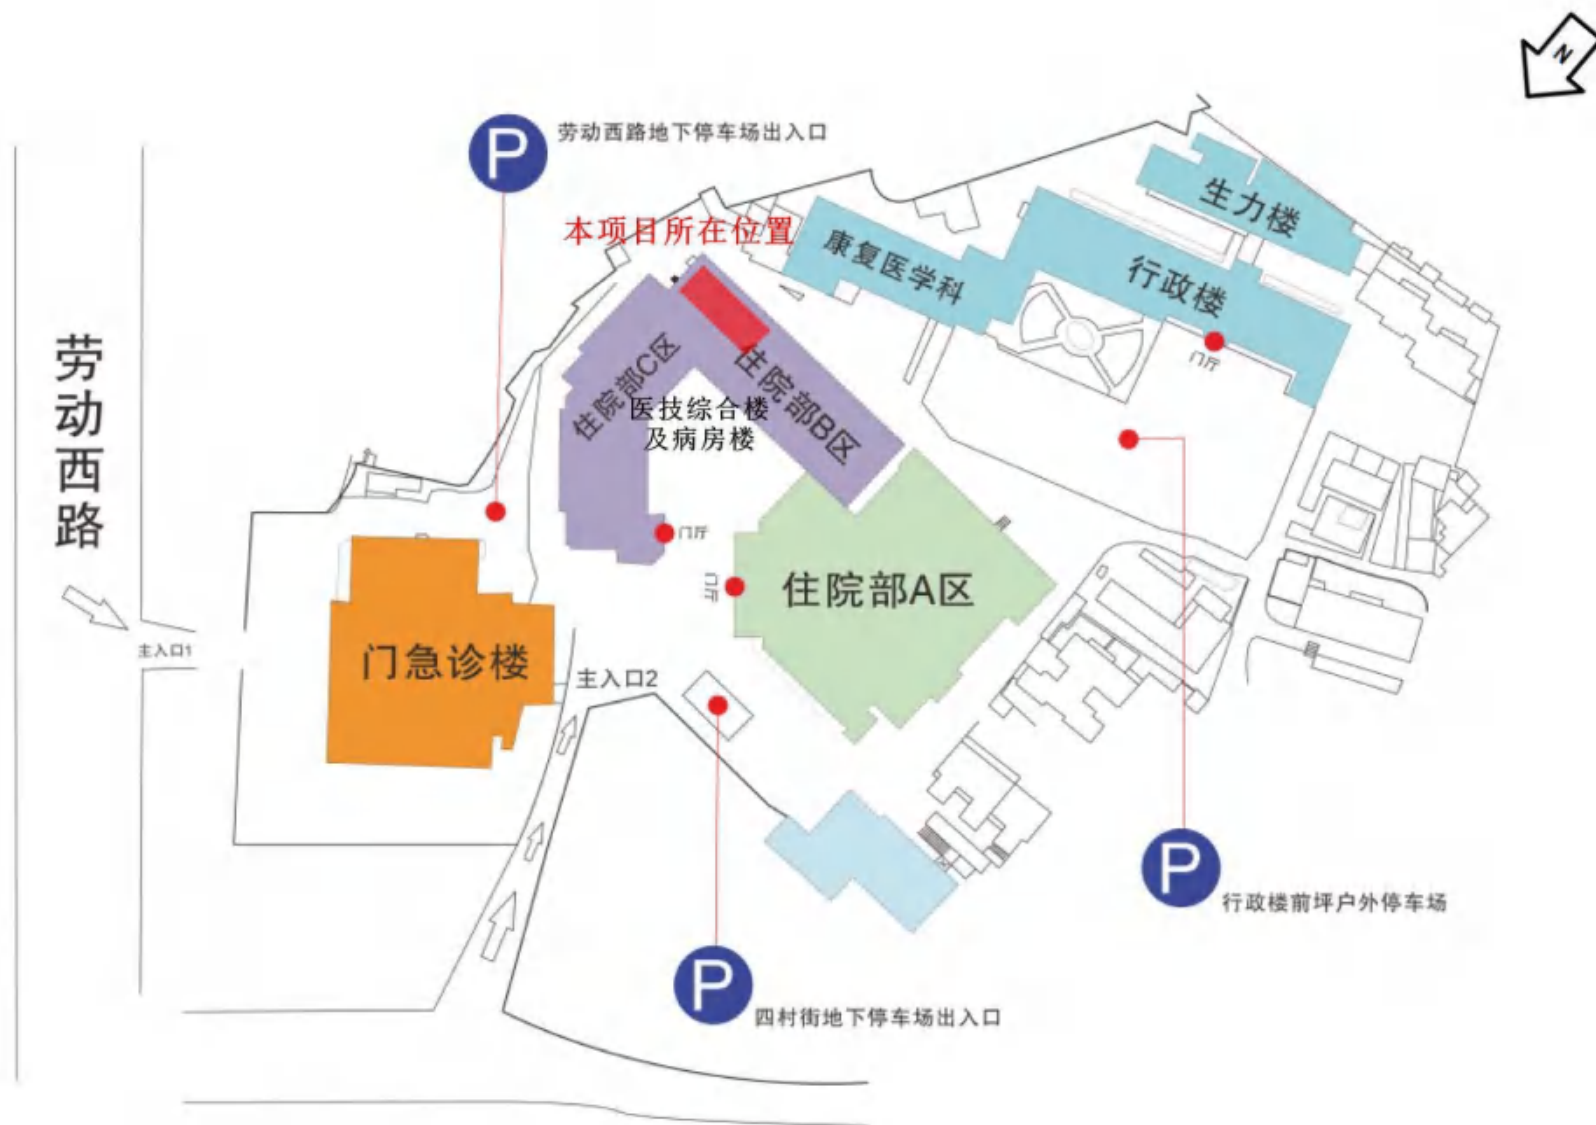 N
P
劳动西路地下停车场出入口
生力楼
本项目所在位置
康复医学科
行政楼
门厅
劳动西路
住院部C区
住院部B区
医技综合楼
及病房楼
门厅
门厅
住院部A区
主入口1
门急诊楼
主入口2
P
行政楼前坪户外停车场
P
四村街地下停车场出入口